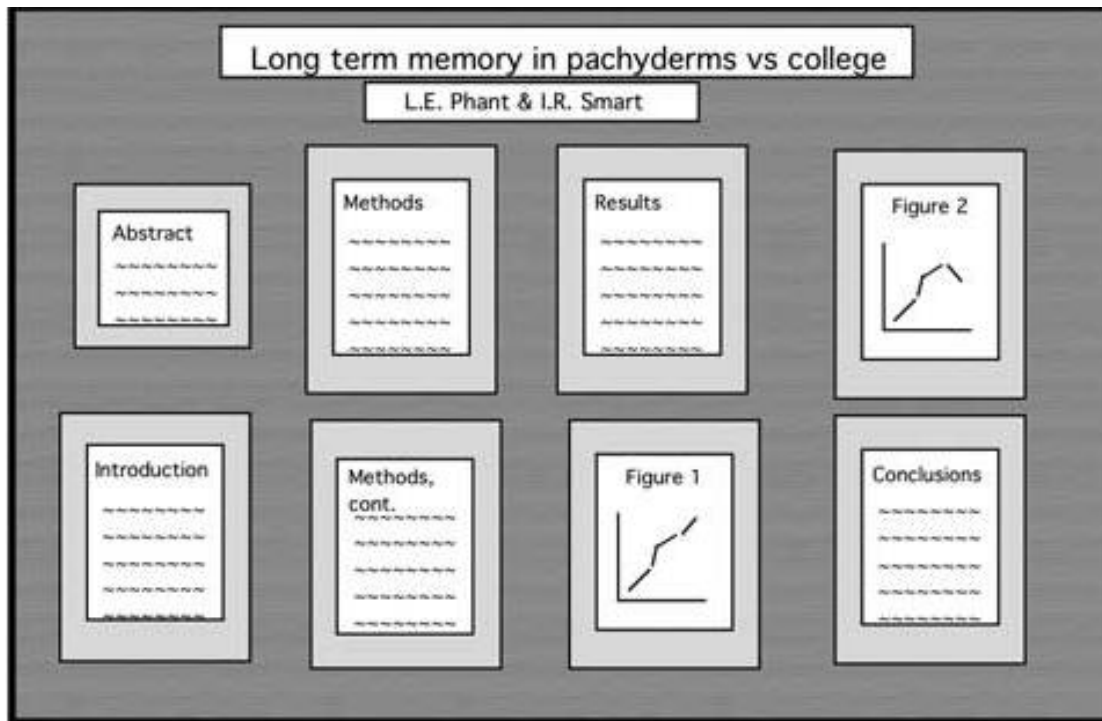 Long term memory in pachyderms vs college
L.E. Phant & I.R. Smart
Abstract
Introduction
Methods
Methods,
cont.
Results
Figure 1
Figure 2
Conclusions